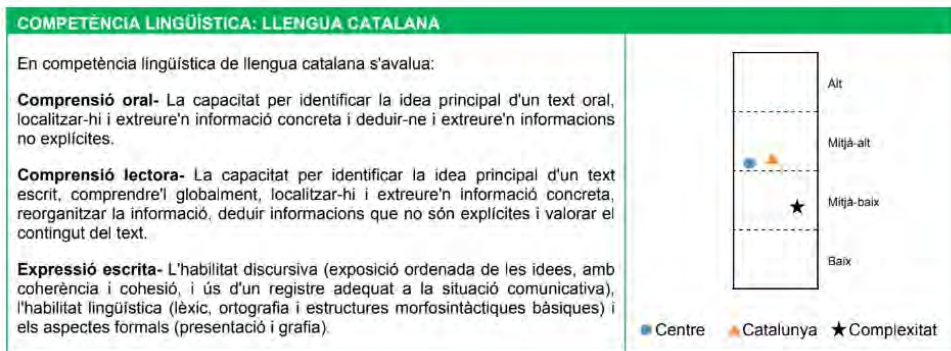 COMPETÈNCIA LINGÜÍSTICA: LLENGUA CATALANA
En competència lingüística de llengua catalana s'avalua:
Comprensió oral- La capacitat per identificar la idea principal d'un text oral,
localitzar-hi i extreure'n informació concreta i deduir-ne i extreure'n informacions
no explícites.
Comprensió lectora- La capacitat per identificar la idea principal d'un text
escrit, comprendre'l globalment, localitzar-hi i extreure'n informació concreta,
reorganitzar la informació, deduir informacions que no són explícites i valorar el
contingut del text.
Expressió escrita- L'habilitat discursiva (exposició ordenada de les idees, amb
coherència i cohesió, i ús d'un registre adequat a la situació comunicativa),
l'habilitat lingüística (lèxic, ortografia i estructures morfosintàctiques bàsiques) i
els aspectes formals (presentació i grafia).
Alt
Mitjà-alt
Mitjà-baix
Baix
Centre Catalunya Complexitat